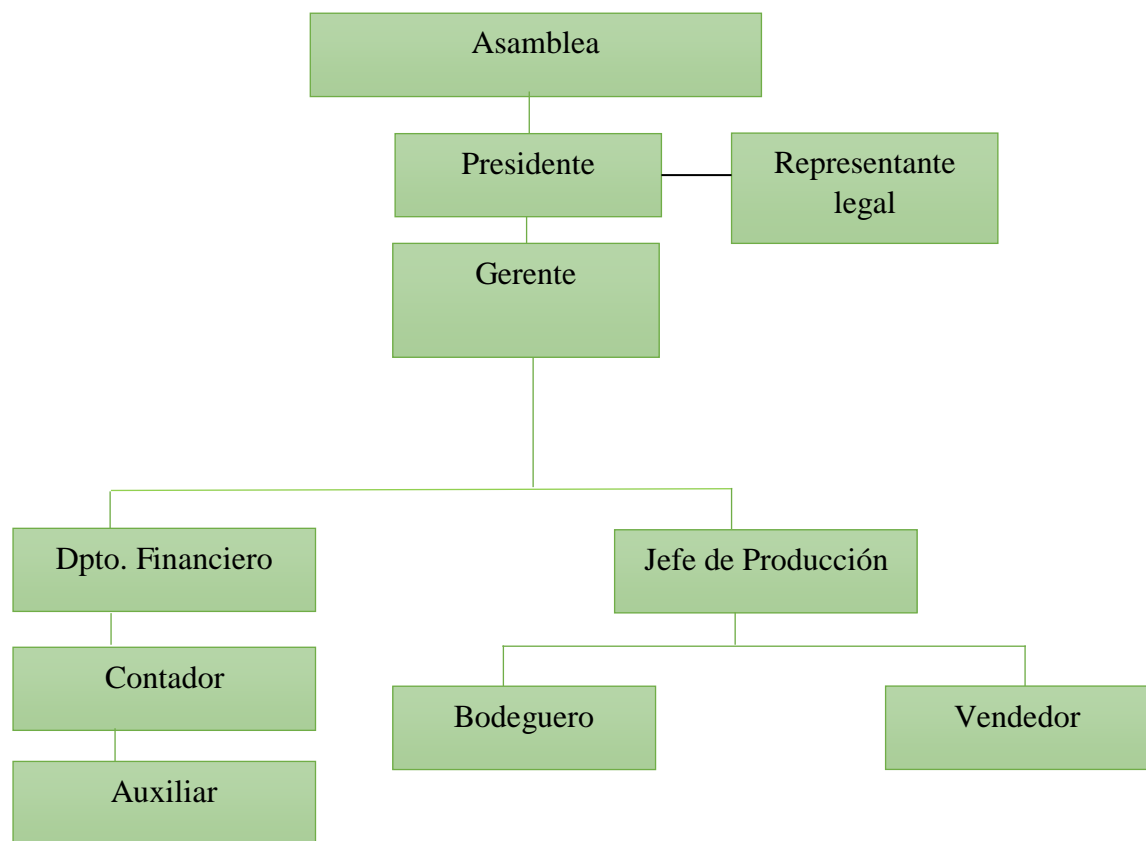 Asamblea
Presidente
Representante
legal
Gerente
Dpto. Financiero
Jefe de Producción
Contador
Bodeguero
Vendedor
Auxiliar